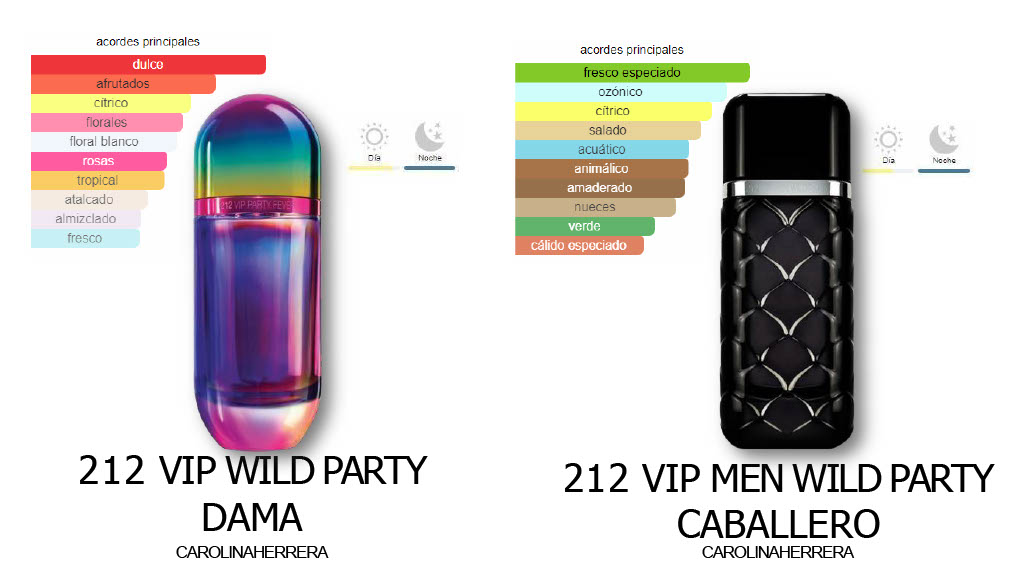 acordes principales
dulce
afrutados
cítrico
florales
floral blanco
rosas
tropical
atalcado
almizclado
fresco
Día
Noche
212 VIP PARTY FEVER
212 VIP WILD PARTY
DAMA
CAROLINAHERRERA
acordes principales
fresco especiado
ozónico
cítrico
salado
acuático
animálico
amaderado
nueces
verde
cálido especiado
Día
Noche
212 VIP MEN WILD PARTY
CABALLERO
CAROLINAHERRERA